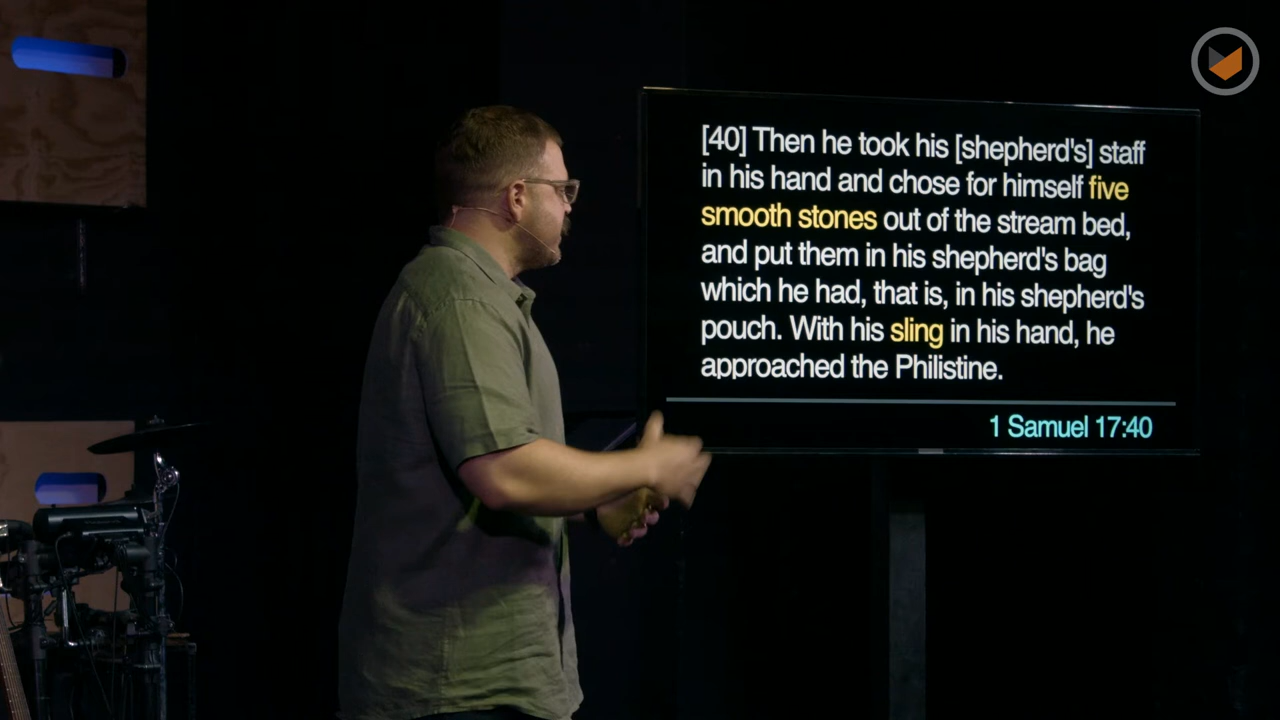 [40] Then he took his [shepherd's] staff
in his hand and chose for himself five
smooth stones out of the stream bed,
and put them in his shepherd's bag
which he had, that is, in his shepherd's
pouch. With his sling in his hand, he
approached the Philistine.
1 Samuel 17:40